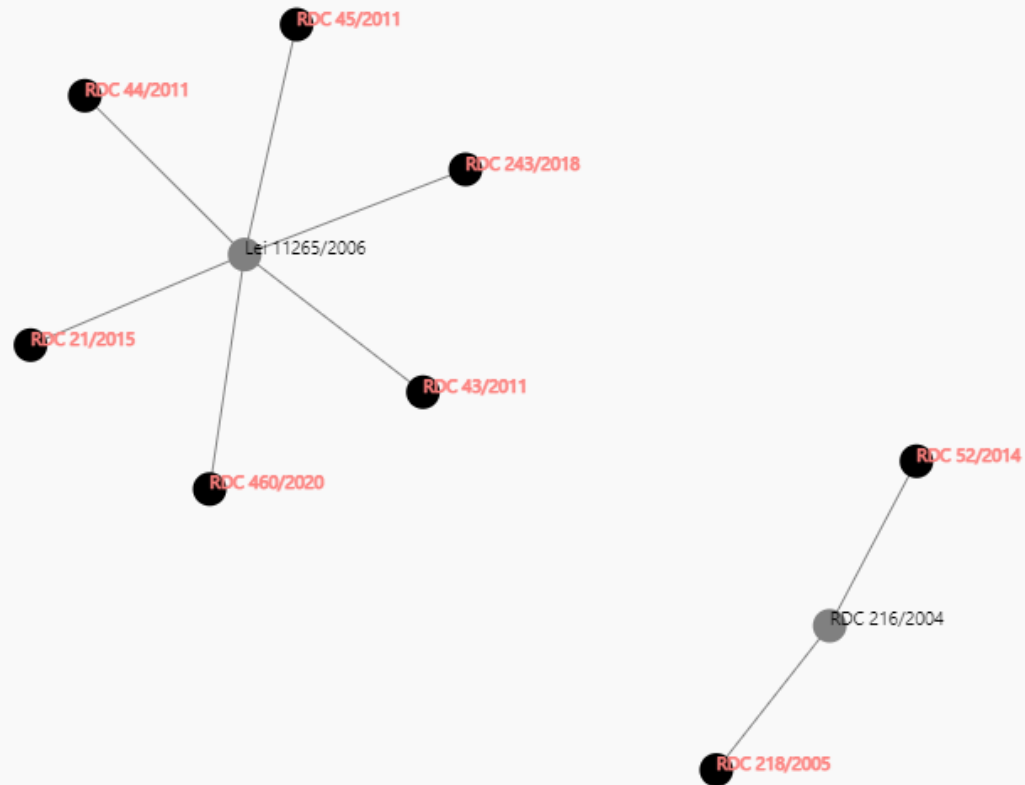 RDC 45/2011
RDC 44/2011
RDC 243/2018
Lei 11265/2006
RDC 21/2015
RDC 43/2011
RDC 460/2020
RDC 52/2014
RDC 216/2004
RDC 218/2005